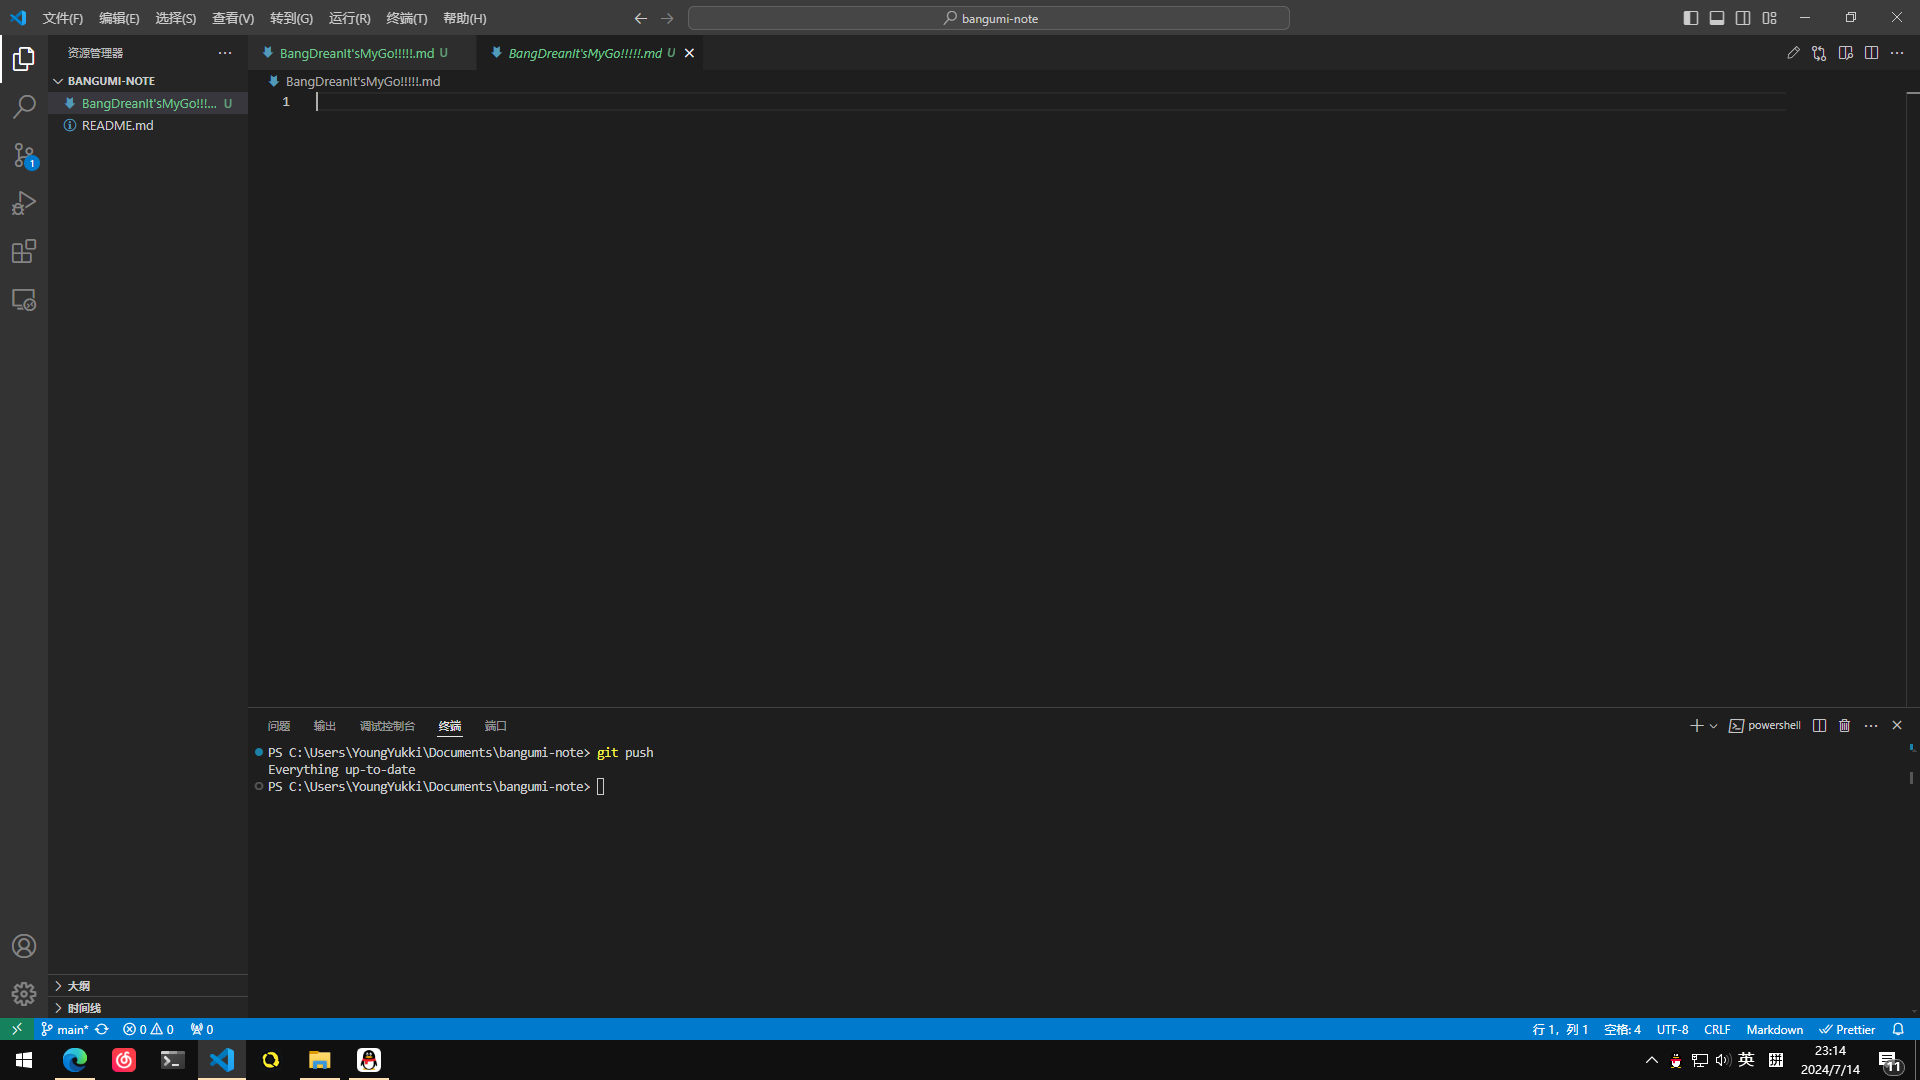 文件(F) 编辑(E) 选择(S) 查看(V) 转到(G) 运行(R) 终端(T) 帮助(H) bangumi-note
资源管理器
BangDreanIt'sMyGo!!!!!.md U
BangDreanIt'sMyGo!!!!!.md U
BANGUMI-NOTE
BangDreanIt'sMyGo!!!... U
README.md
BangDreanIt'sMyGo!!!!!.md
1
1
问题 输出 调试控制台 终端 端口
powershell
PS C:\Users\YoungYukki\Documents\bangumi-note> git push
Everything up-to-date
PS C:\Users\YoungYukki\Documents\bangumi-note>
大纲
时间线
main* 0 0 0 行 1，列 1 空格: 4 UTF-8 CRLF Markdown Prettier
英 拼
23:14
2024/7/14
11